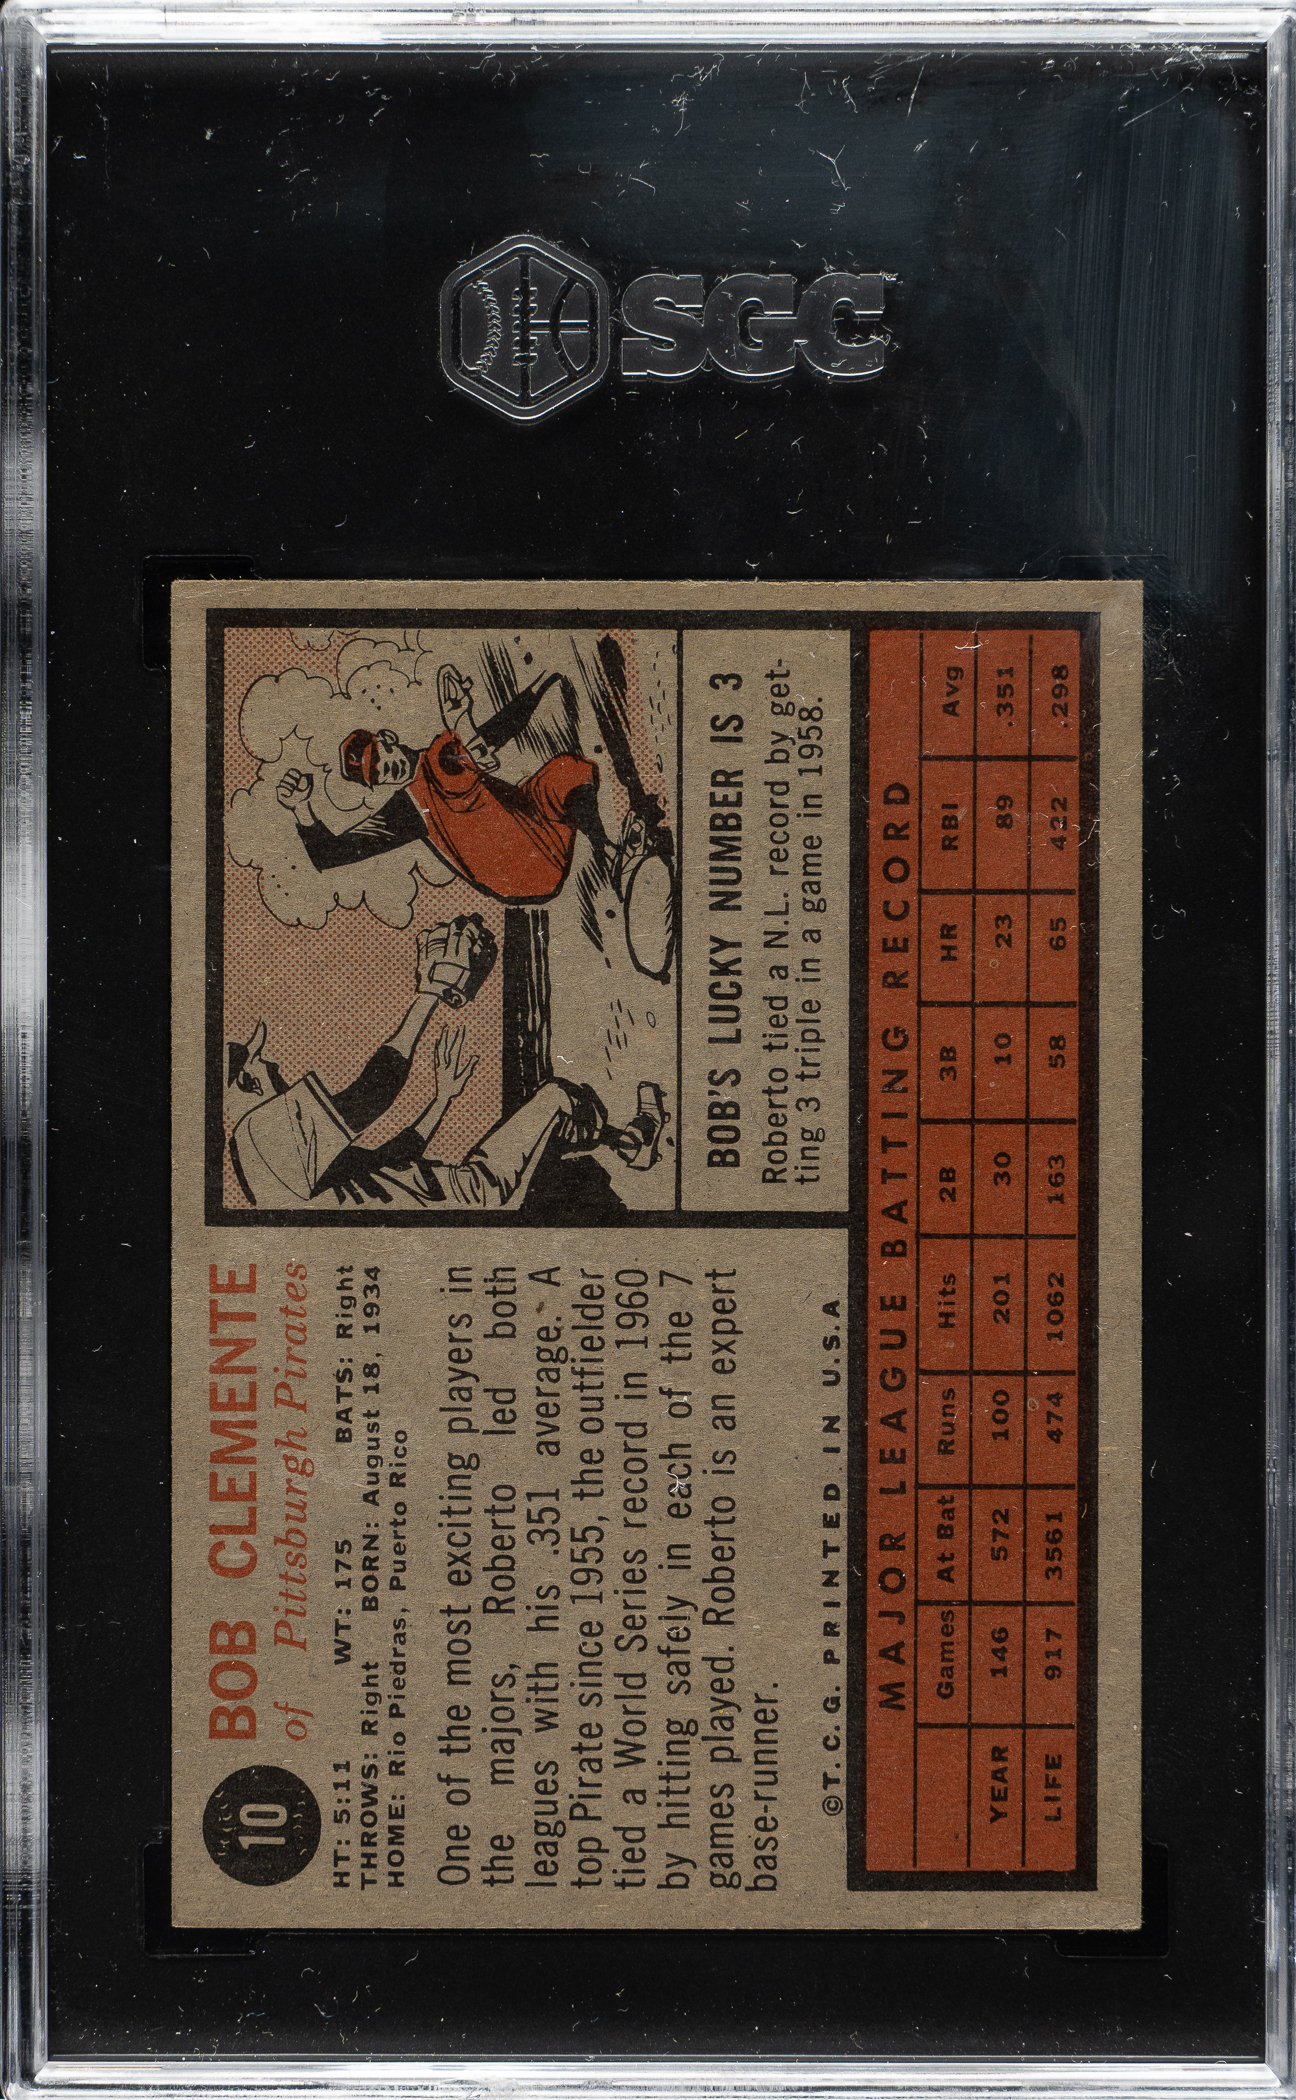 SGC
10
BOB CLEMENTE
of Pittsburgh Pirates
HT: 5:11 WT: 175 BATS: Right
THROWS: Right BORN: August 18, 1934
HOME: Rio Piedras, Puerto Rico
One of the most exciting players in
the majors, Roberto led both
leagues with his .351 average. A
top Pirate since 1955, the outfielder
tied a World Series record in 1960
by hitting safely in each of the 7
games played. Roberto is an expert
base-runner.
©T.C.G. PRINTED IN U.S.A
BOB'S LUCKY NUMBER IS 3
Roberto tied a N.L. record by get-
ting 3 triple in a game in 1958.
MAJOR LEAGUE BATTING RECORD
Games At Bat Runs Hits 2B 3B HR RBI Avg
YEAR 146 572 100 201 30 10 23 89 .351
LIFE 917 3561 474 1062 163 58 65 422 .298